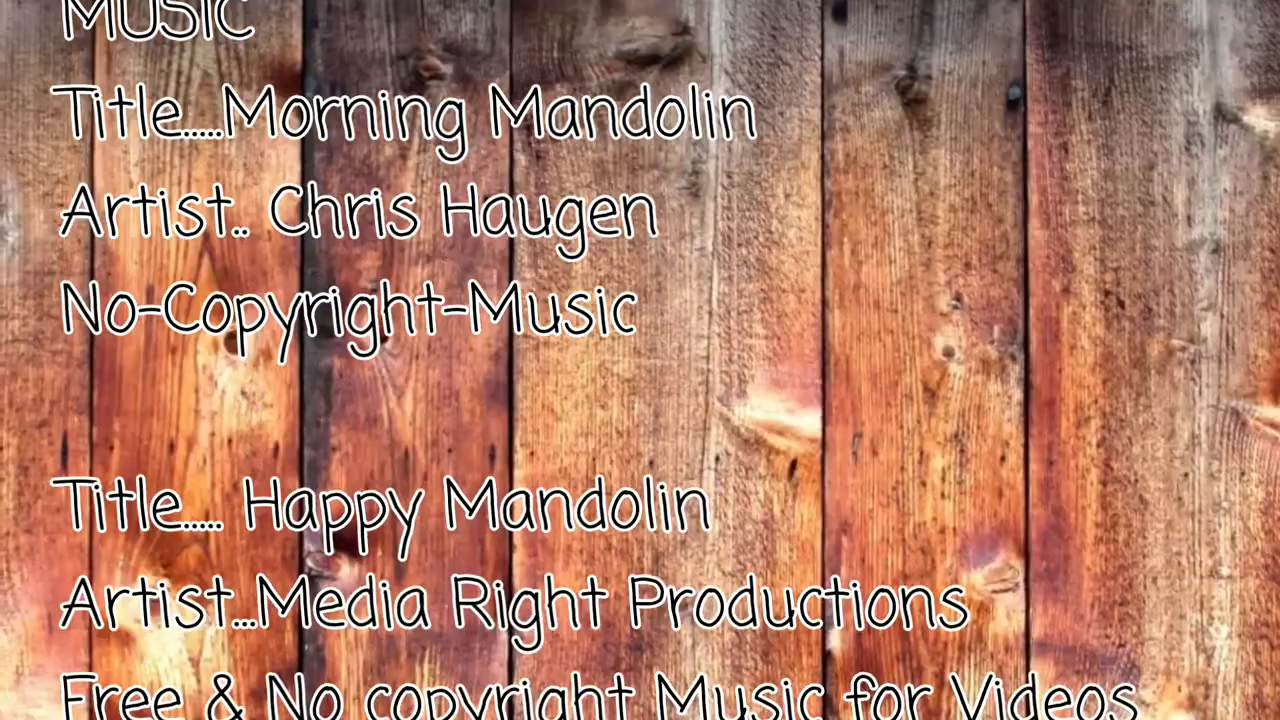 MUSIC
Title.....Morning Mandolin
Artist.. Chris Haugen
No-Copyright-Music
Title..... Happy Mandolin
Artist...Media Right Productions
Free & No copyright Music for Videos